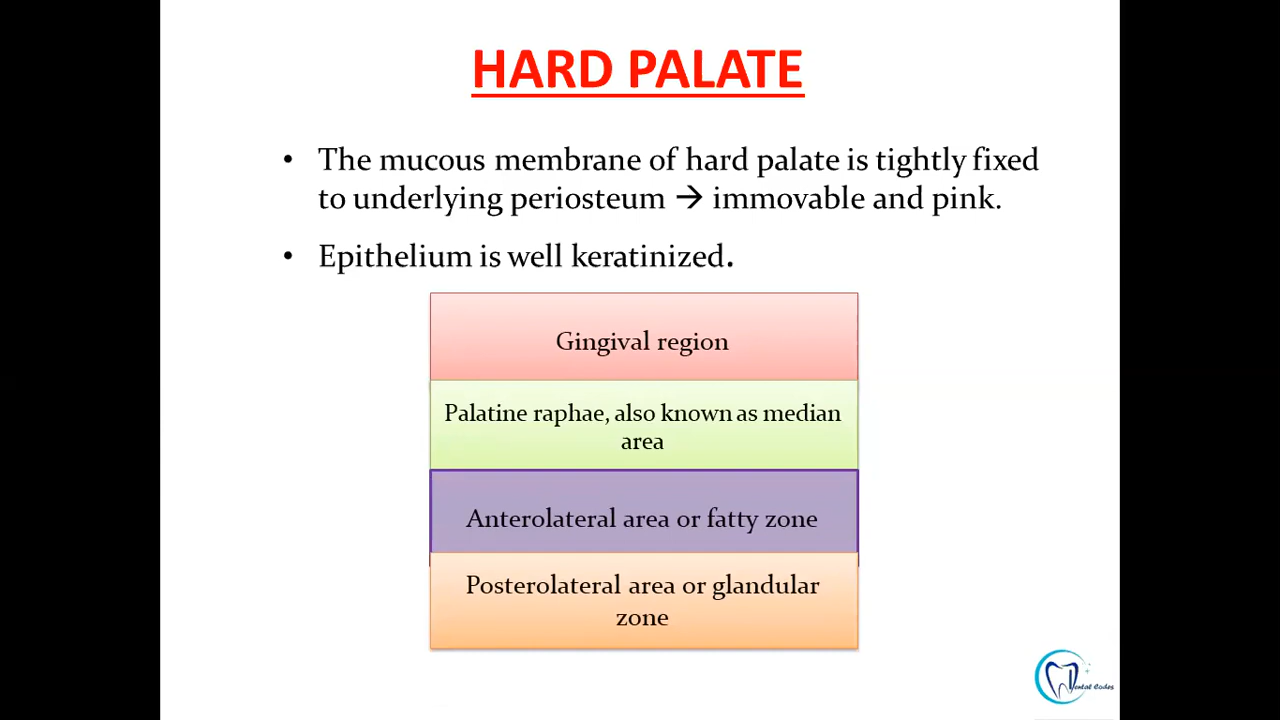 HARD PALATE
• The mucous membrane of hard palate is tightly fixed
to underlying periosteum → immovable and pink.
• Epithelium is well keratinized.
Gingival region
Palatine raphae, also known as median
area
Anterolateral area or fatty zone
Posterolateral area or glandular
zone
Dental Codes